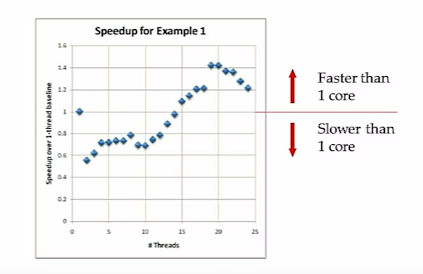 Speedup for Example 1
1.6
1.4
1.2
1
0.8
0.6
0.4
0.2
0
0 5 10 15 20 25
# Threads
Speedup over 1-thread baseline
Faster than
1 core
Slower than
1 core